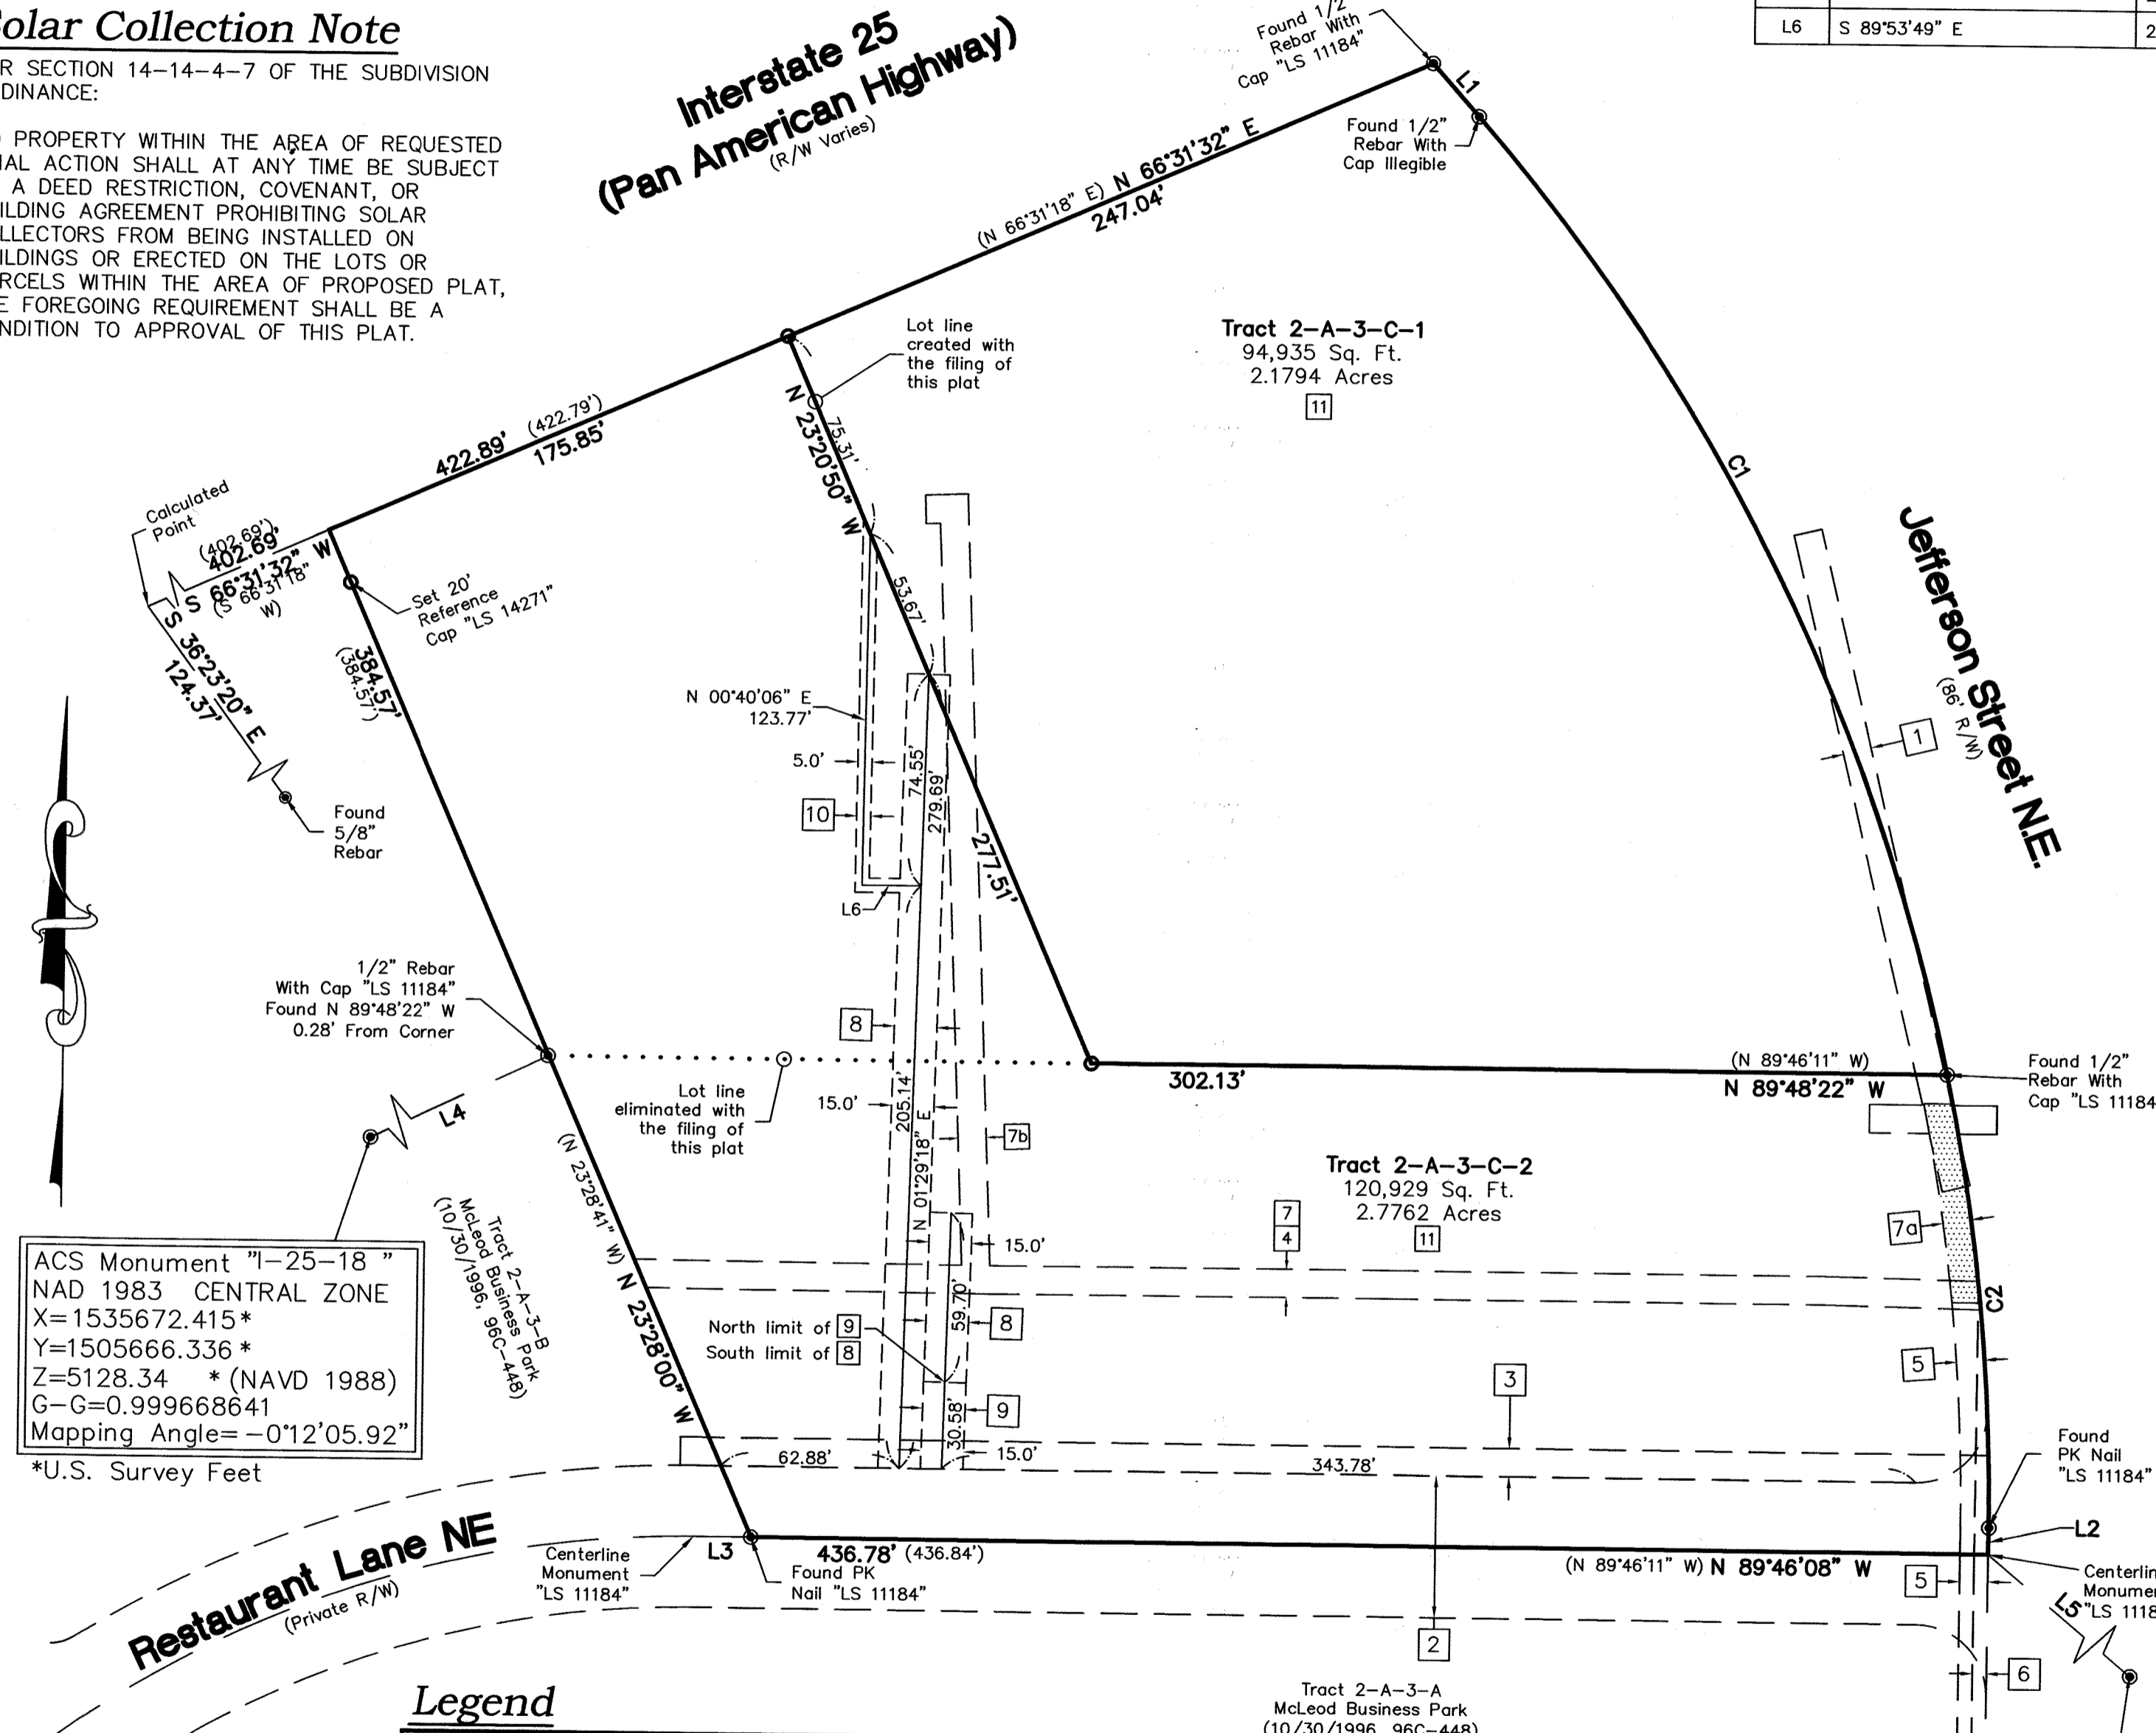 Solar Collection Note
R SECTION 14-14-4-7 OF THE SUBDIVISION
DINANCE:
PROPERTY WITHIN THE AREA OF REQUESTED
AL ACTION SHALL AT ANY TIME BE SUBJECT
A DEED RESTRICTION, COVENANT, OR
ILDING AGREEMENT PROHIBITING SOLAR
LLECTORS FROM BEING INSTALLED ON
ILDINGS OR ERECTED ON THE LOTS OR
RCELS WITHIN THE AREA OF PROPOSED PLAT,
E FOREGOING REQUIREMENT SHALL BE A
NDITION TO APPROVAL OF THIS PLAT.
Interstate 25
(Pan American Highway)
(R/W Varies)
L6 S 89°53'49" E 2
Found 1/2"
Rebar With
Cap "LS 11184"
L1
Found 1/2"
Rebar With
Cap Illegible
(N 66°31'18" E) N 66°31'32" E
247.04'
Lot line
created with
the filing of
this plat
Tract 2-A-3-C-1
94,935 Sq. Ft.
2.1794 Acres
11
C1
422.89' (422.79')
175.85'
N 23°20'50" W
75.31'
53.67'
277.51'
Calculated
Point
(402.69')
402.69'
S 66°31'32" W
(S 66°31'18"
W)
S 36°23'20" E
124.37'
Set 20'
Reference
Cap "LS 14271"
384.57'
(384.57')
Found
5/8"
Rebar
Jefferson Street N.E.
(86' R/W)
1
N 00°40'06" E
123.77'
5.0'
10
74.55'
279.69'
L6
1/2" Rebar
With Cap "LS 11184"
Found N 89°48'22" W
0.28' From Corner
8
302.13'
(N 89°46'11" W)
N 89°48'22" W
Found 1/2"
Rebar With
Cap "LS 11184
L4
Lot line
eliminated with
the filing of
this plat
15.0'
205.14'
N 01°29'18" E
7b
Tract 2-A-3-C-2
120,929 Sq. Ft.
2.7762 Acres
11
7
4
7a
C2
15.0'
(N 23°28'41" W) N 23°28'00" W
Tract 2-A-3-B
McLeod Business Park
(10/30/1996, 96C-448)
ACS Monument "I-25-18 "
NAD 1983 CENTRAL ZONE
X=1535672.415*
Y=1505666.336*
Z=5128.34 *(NAVD 1988)
G-G=0.999668641
Mapping Angle=-0°12'05.92"
*U.S. Survey Feet
North limit of 9
South limit of 8
59.70'
8
5
3
9
30.58'
15.0'
62.88'
343.78'
Found
PK Nail
"LS 11184"
L2
Restaurant Lane NE
(Private R/W)
Centerline
Monument
"LS 11184"
L3
436.78' (436.84')
Found PK
Nail "LS 11184"
(N 89°46'11" W) N 89°46'08" W
5
Centerlin
Monume
"LS 1118
L5
2
6
Legend
Tract 2-A-3-A
McLeod Business Park
(10/30/1996, 96C-448)